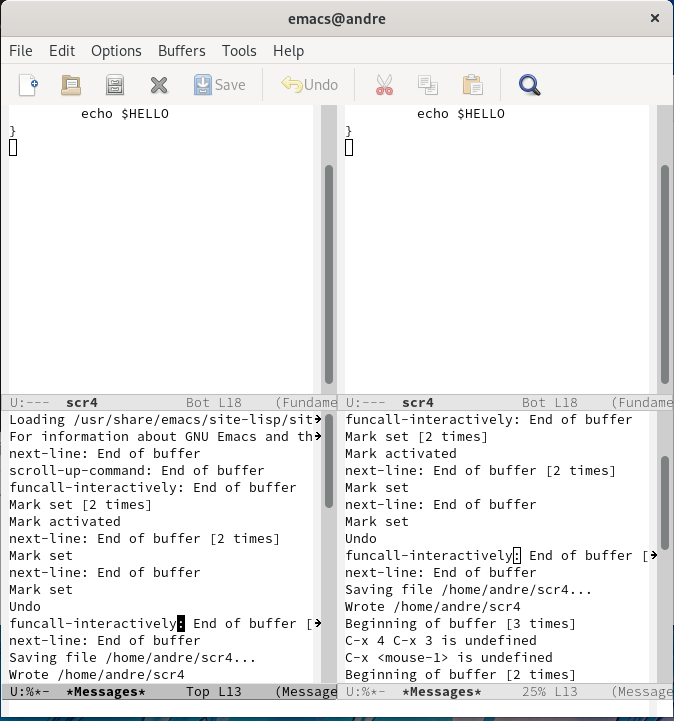 emacs@andre
File Edit Options Buffers Tools Help
Save Undo
echo $HELLO
}
U:--- scr4 Bot L18 (Fundame
echo $HELLO
}
U:--- scr4 Bot L18 (Fundame
Loading /usr/share/emacs/site-lisp/sit
For information about GNU Emacs and th
next-line: End of buffer
scroll-up-command: End of buffer
funcall-interactively: End of buffer
Mark set [2 times]
Mark activated
next-line: End of buffer [2 times]
Mark set
next-line: End of buffer
Mark set
Undo
funcall-interactively: End of buffer [
next-line: End of buffer
Saving file /home/andre/scr4...
Wrote /home/andre/scr4
U:%*- *Messages* Top L13 (Message
funcall-interactively: End of buffer
Mark set [2 times]
Mark activated
next-line: End of buffer [2 times]
Mark set
next-line: End of buffer
Mark set
Undo
funcall-interactively: End of buffer [
next-line: End of buffer
Saving file /home/andre/scr4...
Wrote /home/andre/scr4
Beginning of buffer [3 times]
C-x 4 C-x 3 is undefined
C-x <mouse-1> is undefined
Beginning of buffer [2 times]
U:%*- *Messages* 25% L13 (Message